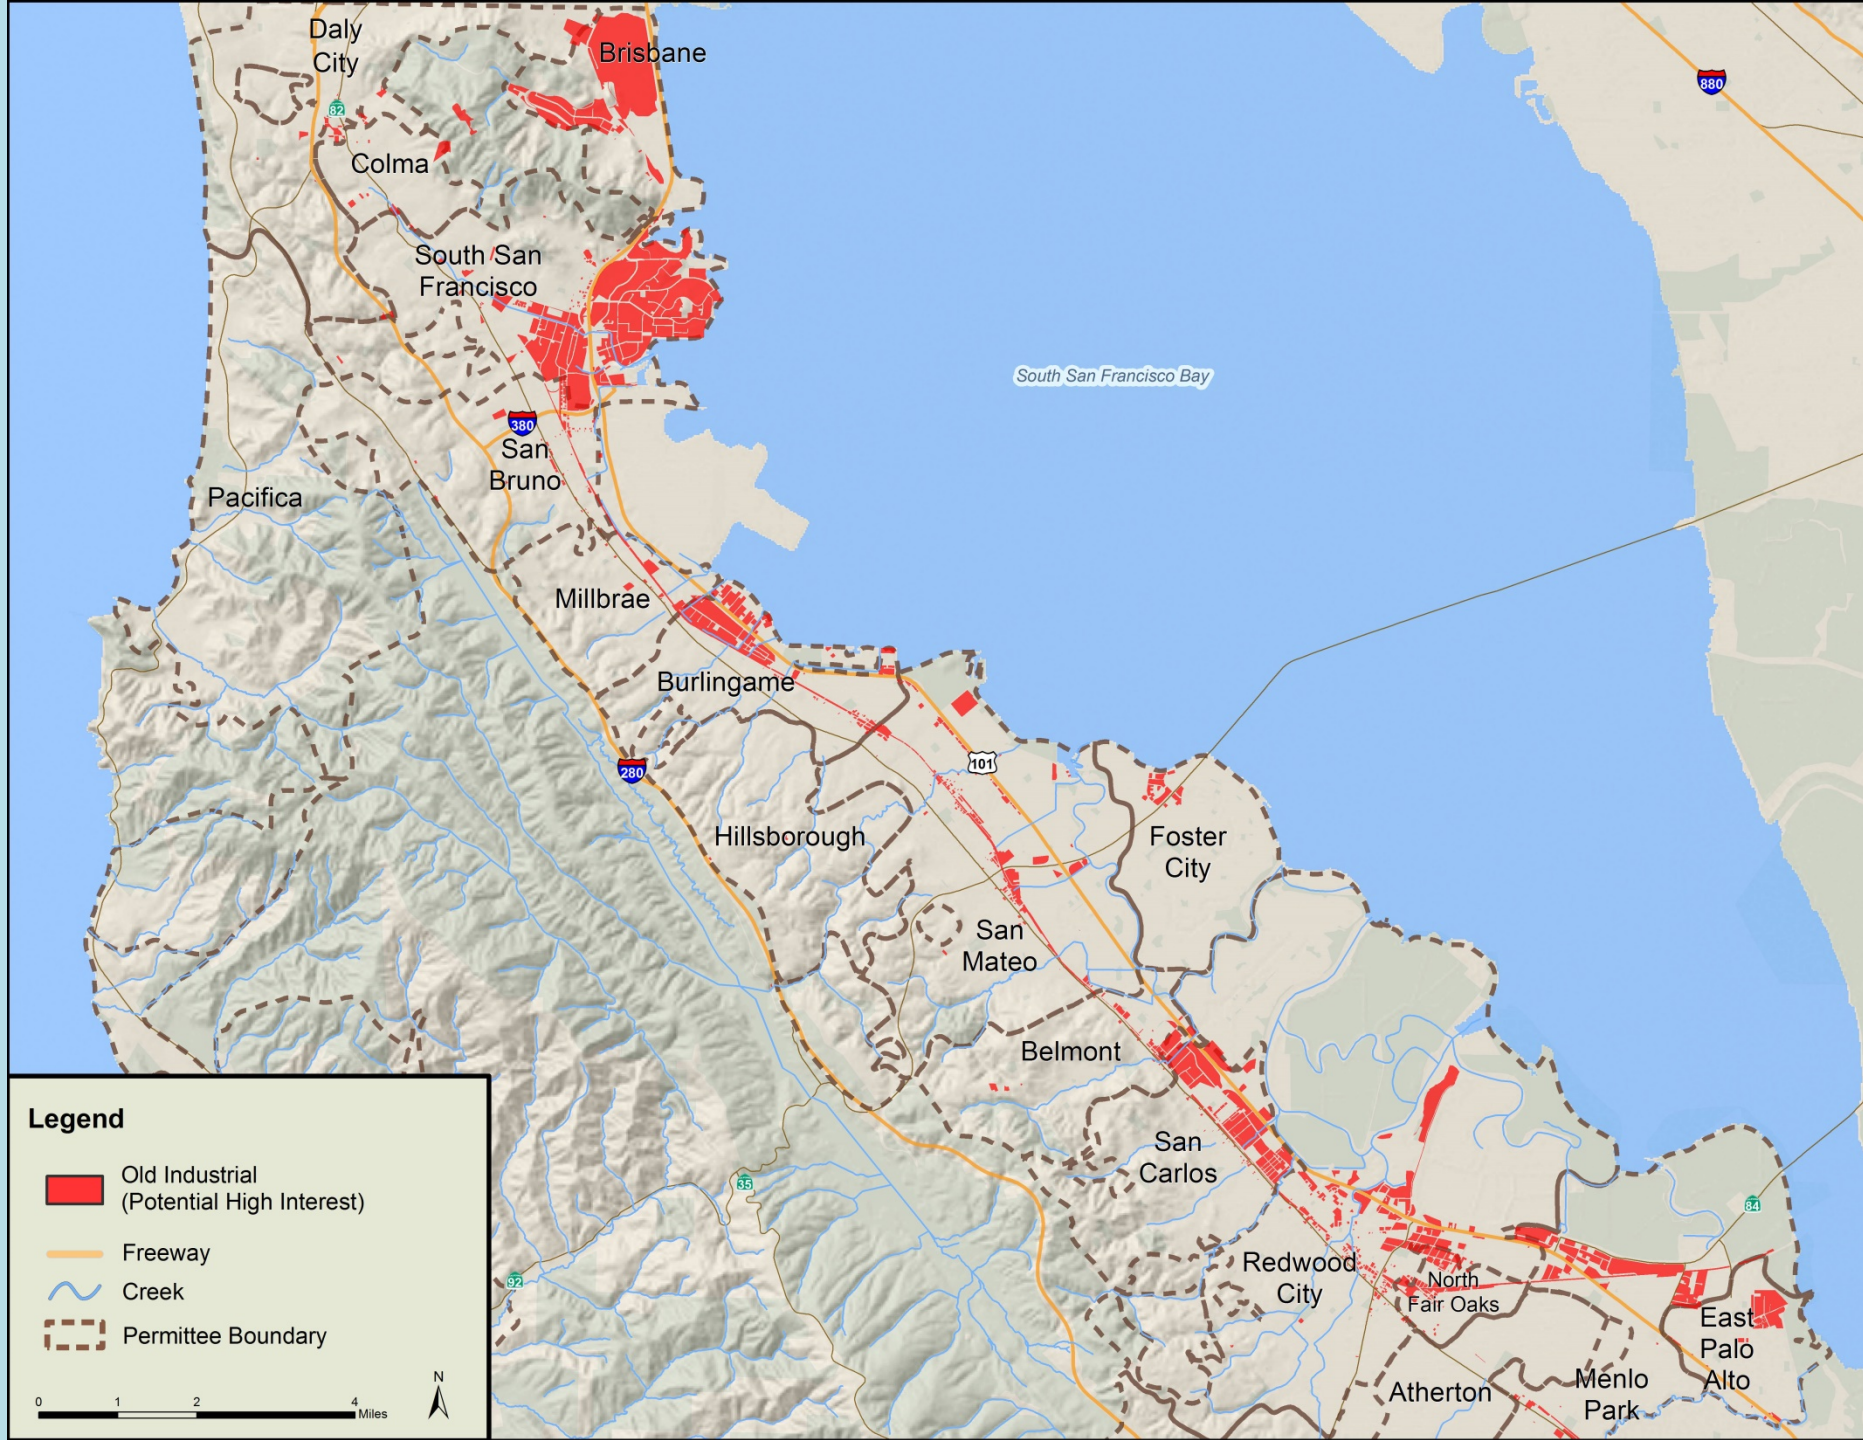 Daly
City
Brisbane
880
82
Colma
South San
Francisco
South San Francisco Bay
380
San
Bruno
Pacifica
Millbrae
Burlingame
280
101
Hillsborough
Foster
City
San
Mateo
Belmont
San
Carlos
35
84
92
Redwood
City
North
Fair Oaks
East
Palo
Alto
Atherton
Menlo
Park
Legend
Old Industrial
(Potential High Interest)
Freeway
Creek
Permittee Boundary
N
0 1 2 4
Miles